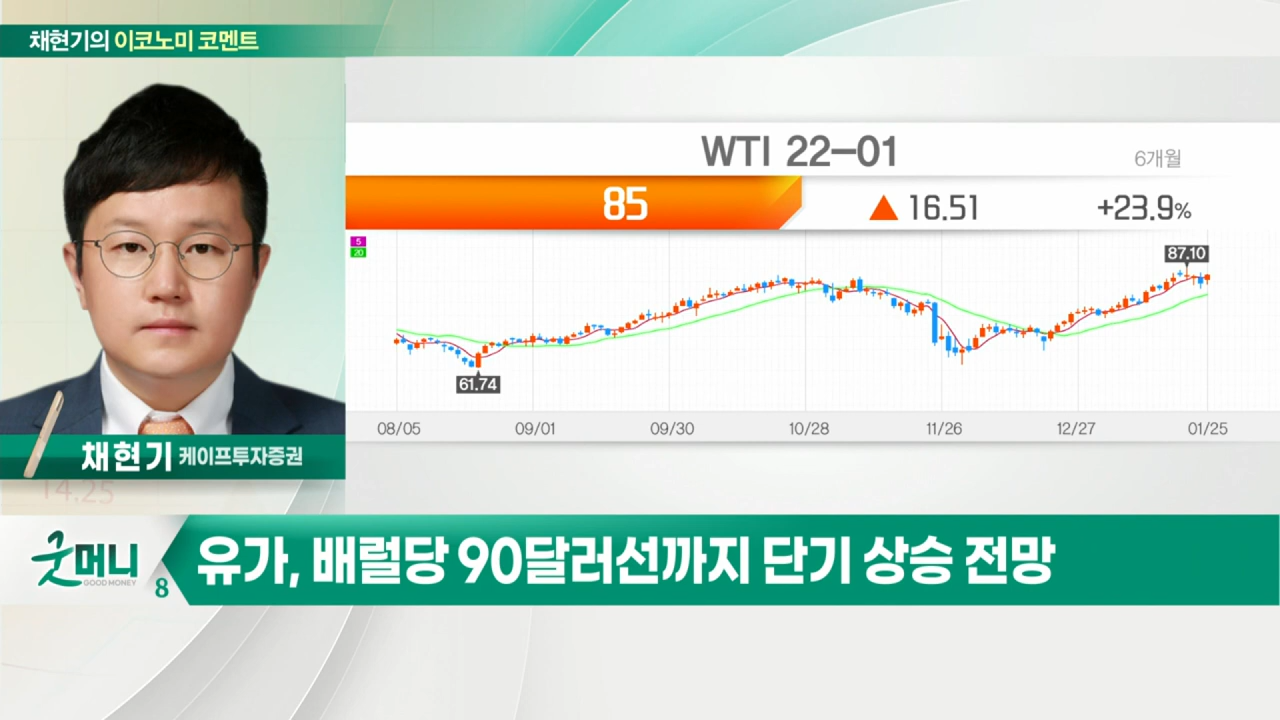 채현기의 이코노미 코멘트
WTI 22-01
6개월
85 ▲ 16.51 +23.9%
5
20
87.10
61.74
08/05 09/01 09/30 10/28 11/26 12/27 01/25
채현기 케이프투자증권
14.25
굿머니
GOOD MONEY
8
유가, 배럴당 90달러선까지 단기 상승 전망